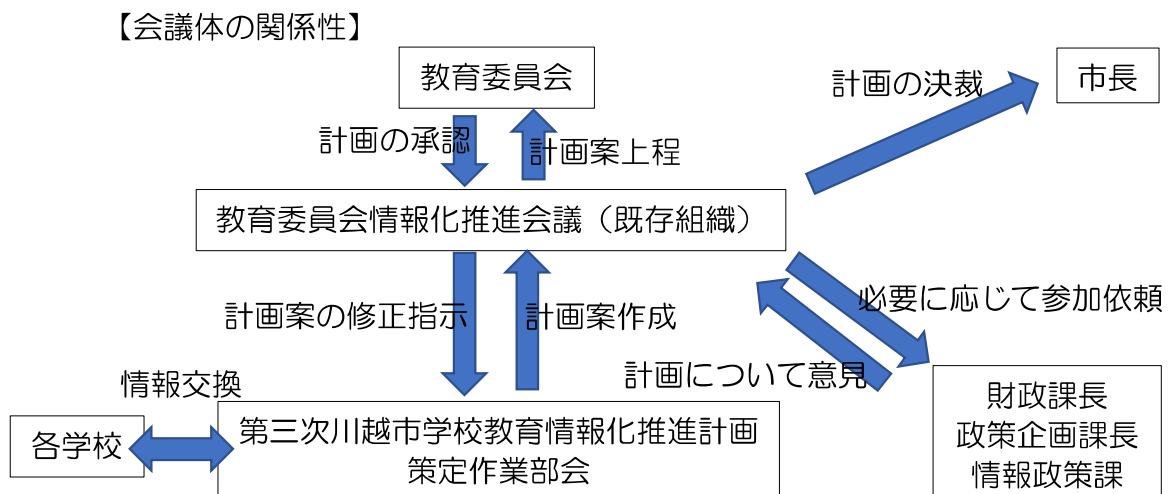 【会議体の関係性】
教育委員会
市長
計画の決裁
計画の承認
計画案上程
教育委員会情報化推進会議（既存組織）
計画案の修正指示
計画案作成
必要に応じて参加依頼
計画について意見
情報交換
各学校
第三次川越市学校教育情報化推進計画
策定作業部会
財政課長
政策企画課長
情報政策課